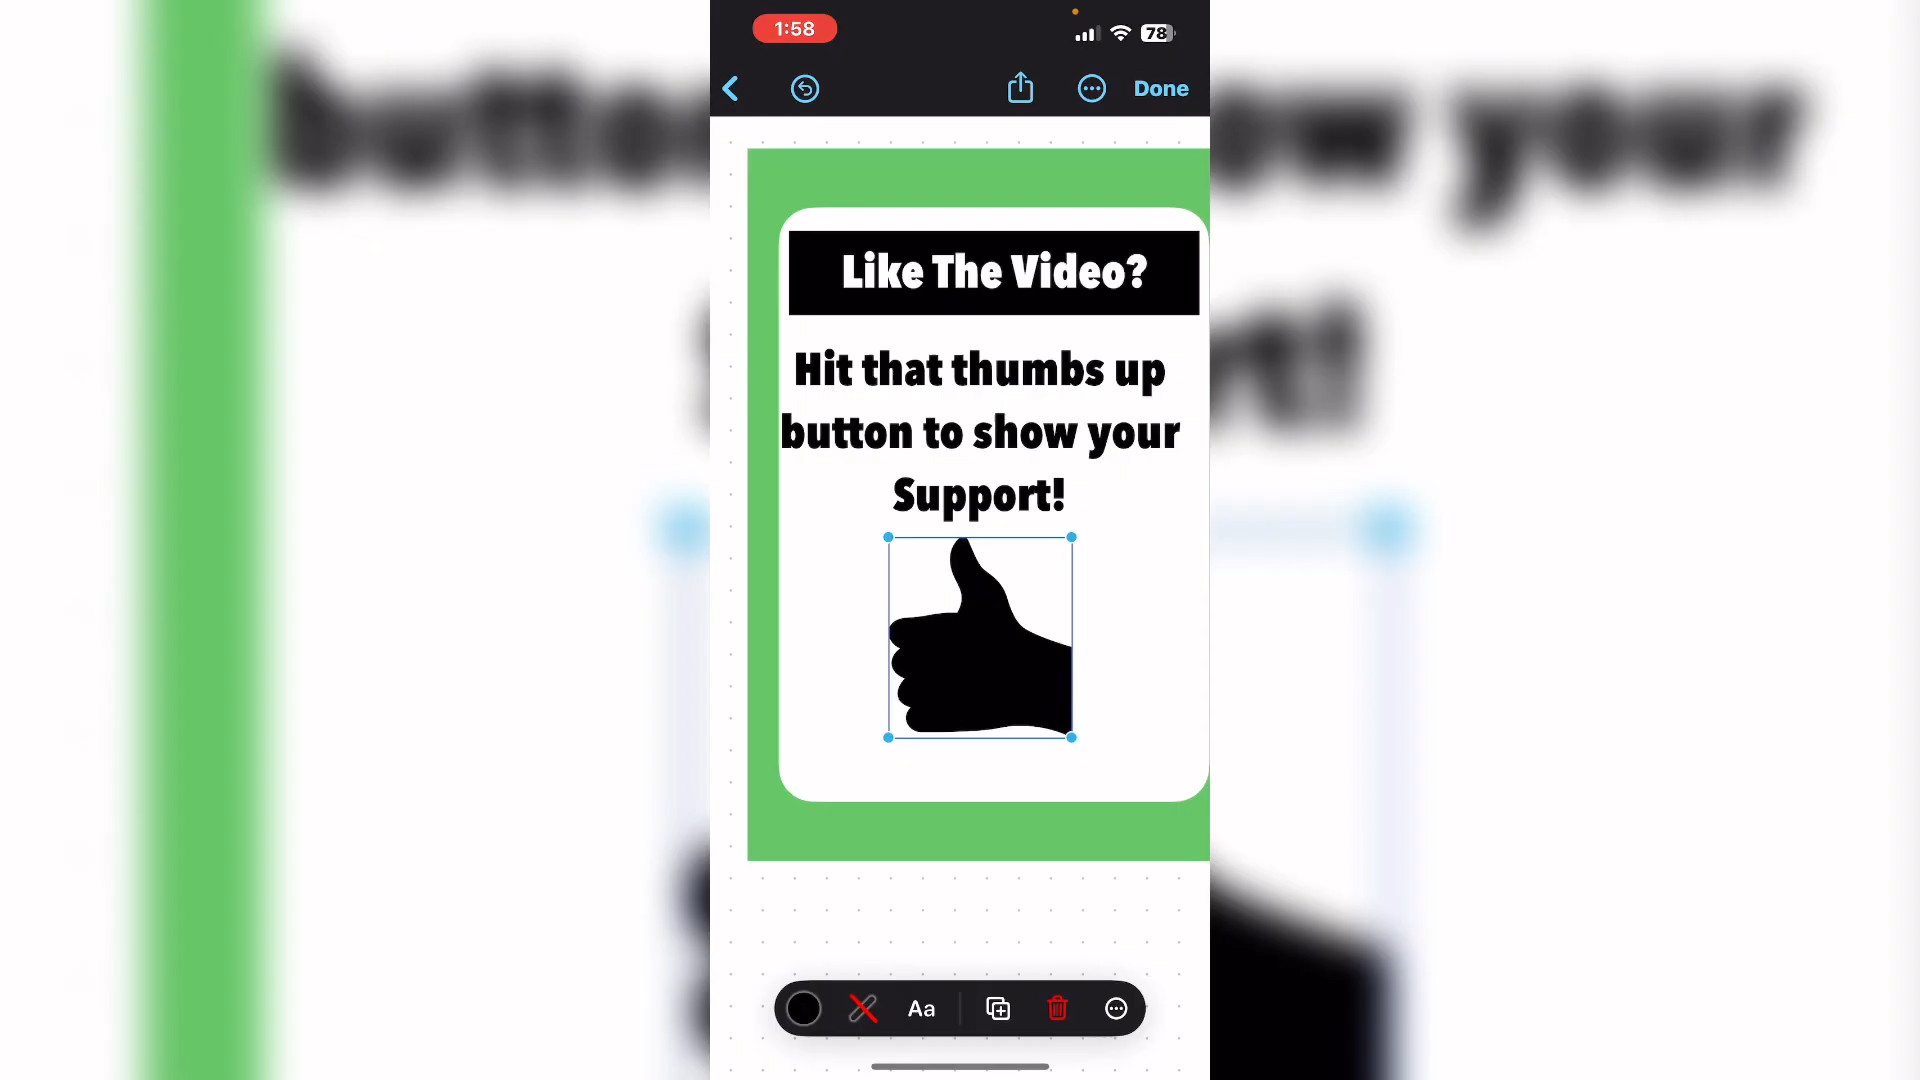 1:58
78
Done
Like The Video?
Hit that thumbs up
button to show your
Support!
Aa